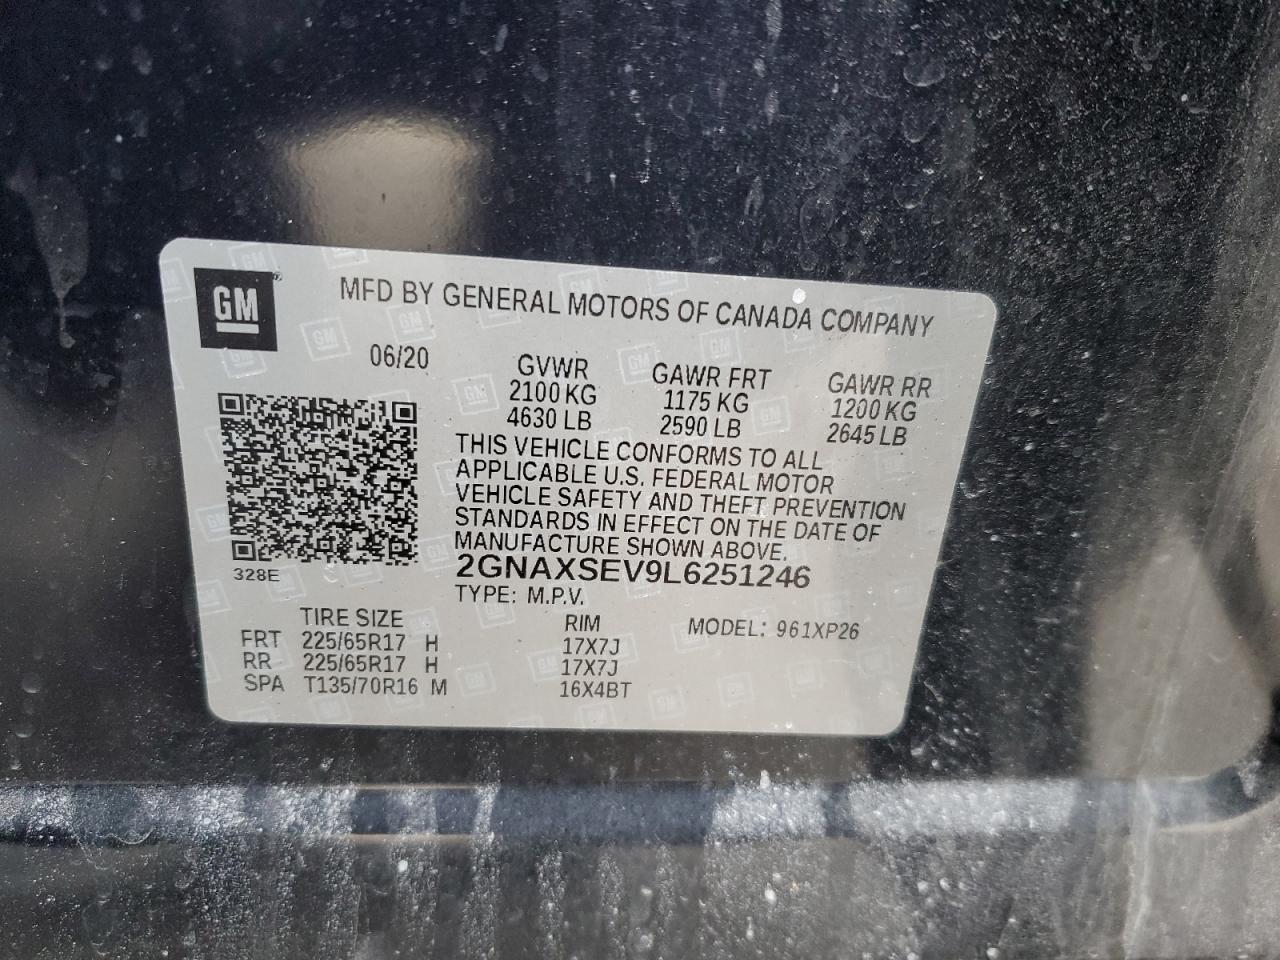 GM
MFD BY GENERAL MOTORS OF CANADA COMPANY
06/20
GVWR GAWR FRT GAWR RR
2100 KG 1175 KG 1200 KG
4630 LB 2590 LB 2645 LB
THIS VEHICLE CONFORMS TO ALL
APPLICABLE U.S. FEDERAL MOTOR
VEHICLE SAFETY AND THEFT PREVENTION
STANDARDS IN EFFECT ON THE DATE OF
MANUFACTURE SHOWN ABOVE.
328E
2GNAXSEV9L6251246
TYPE: M.P.V.
TIRE SIZE RIM MODEL: 961XP26
FRT 225/65R17 H 17X7J
RR 225/65R17 H 17X7J
SPA T135/70R16 M 16X4BT